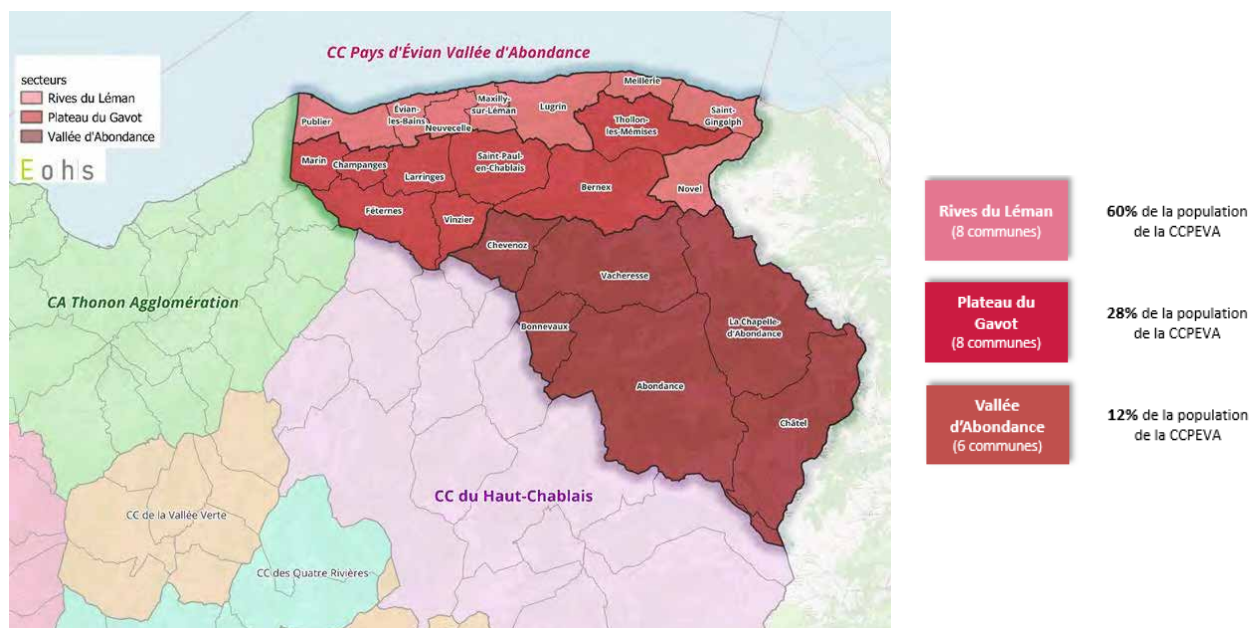 CC Pays d'Évian Vallée d'Abondance
secteurs
Rives du Léman
Plateau du Gavot
Vallée d'Abondance
Eohs
Publier
Évian-
les-Bains
Neuvecelle
Maxilly-
sur-Léman
Lugrin
Meillerie
Saint-
Gingolph
Thollon-
les-Mémises
Marin
Champanges
Larringes
Saint-Paul-
en-Chablais
Bernex
Novel
Féternes
Vinzier
Chevenoz
Vacheresse
Bonnevaux
La Chapelle-
d'Abondance
Abondance
Châtel
CA Thonon Agglomération
CC du Haut-Chablais
CC de la Vallée Verte
CC des Quatre Rivières
Rives du Léman
(8 communes)
60% de la population
de la CCPEVA
Plateau du
Gavot
(8 communes)
28% de la population
de la CCPEVA
Vallée
d'Abondance
(6 communes)
12% de la population
de la CCPEVA